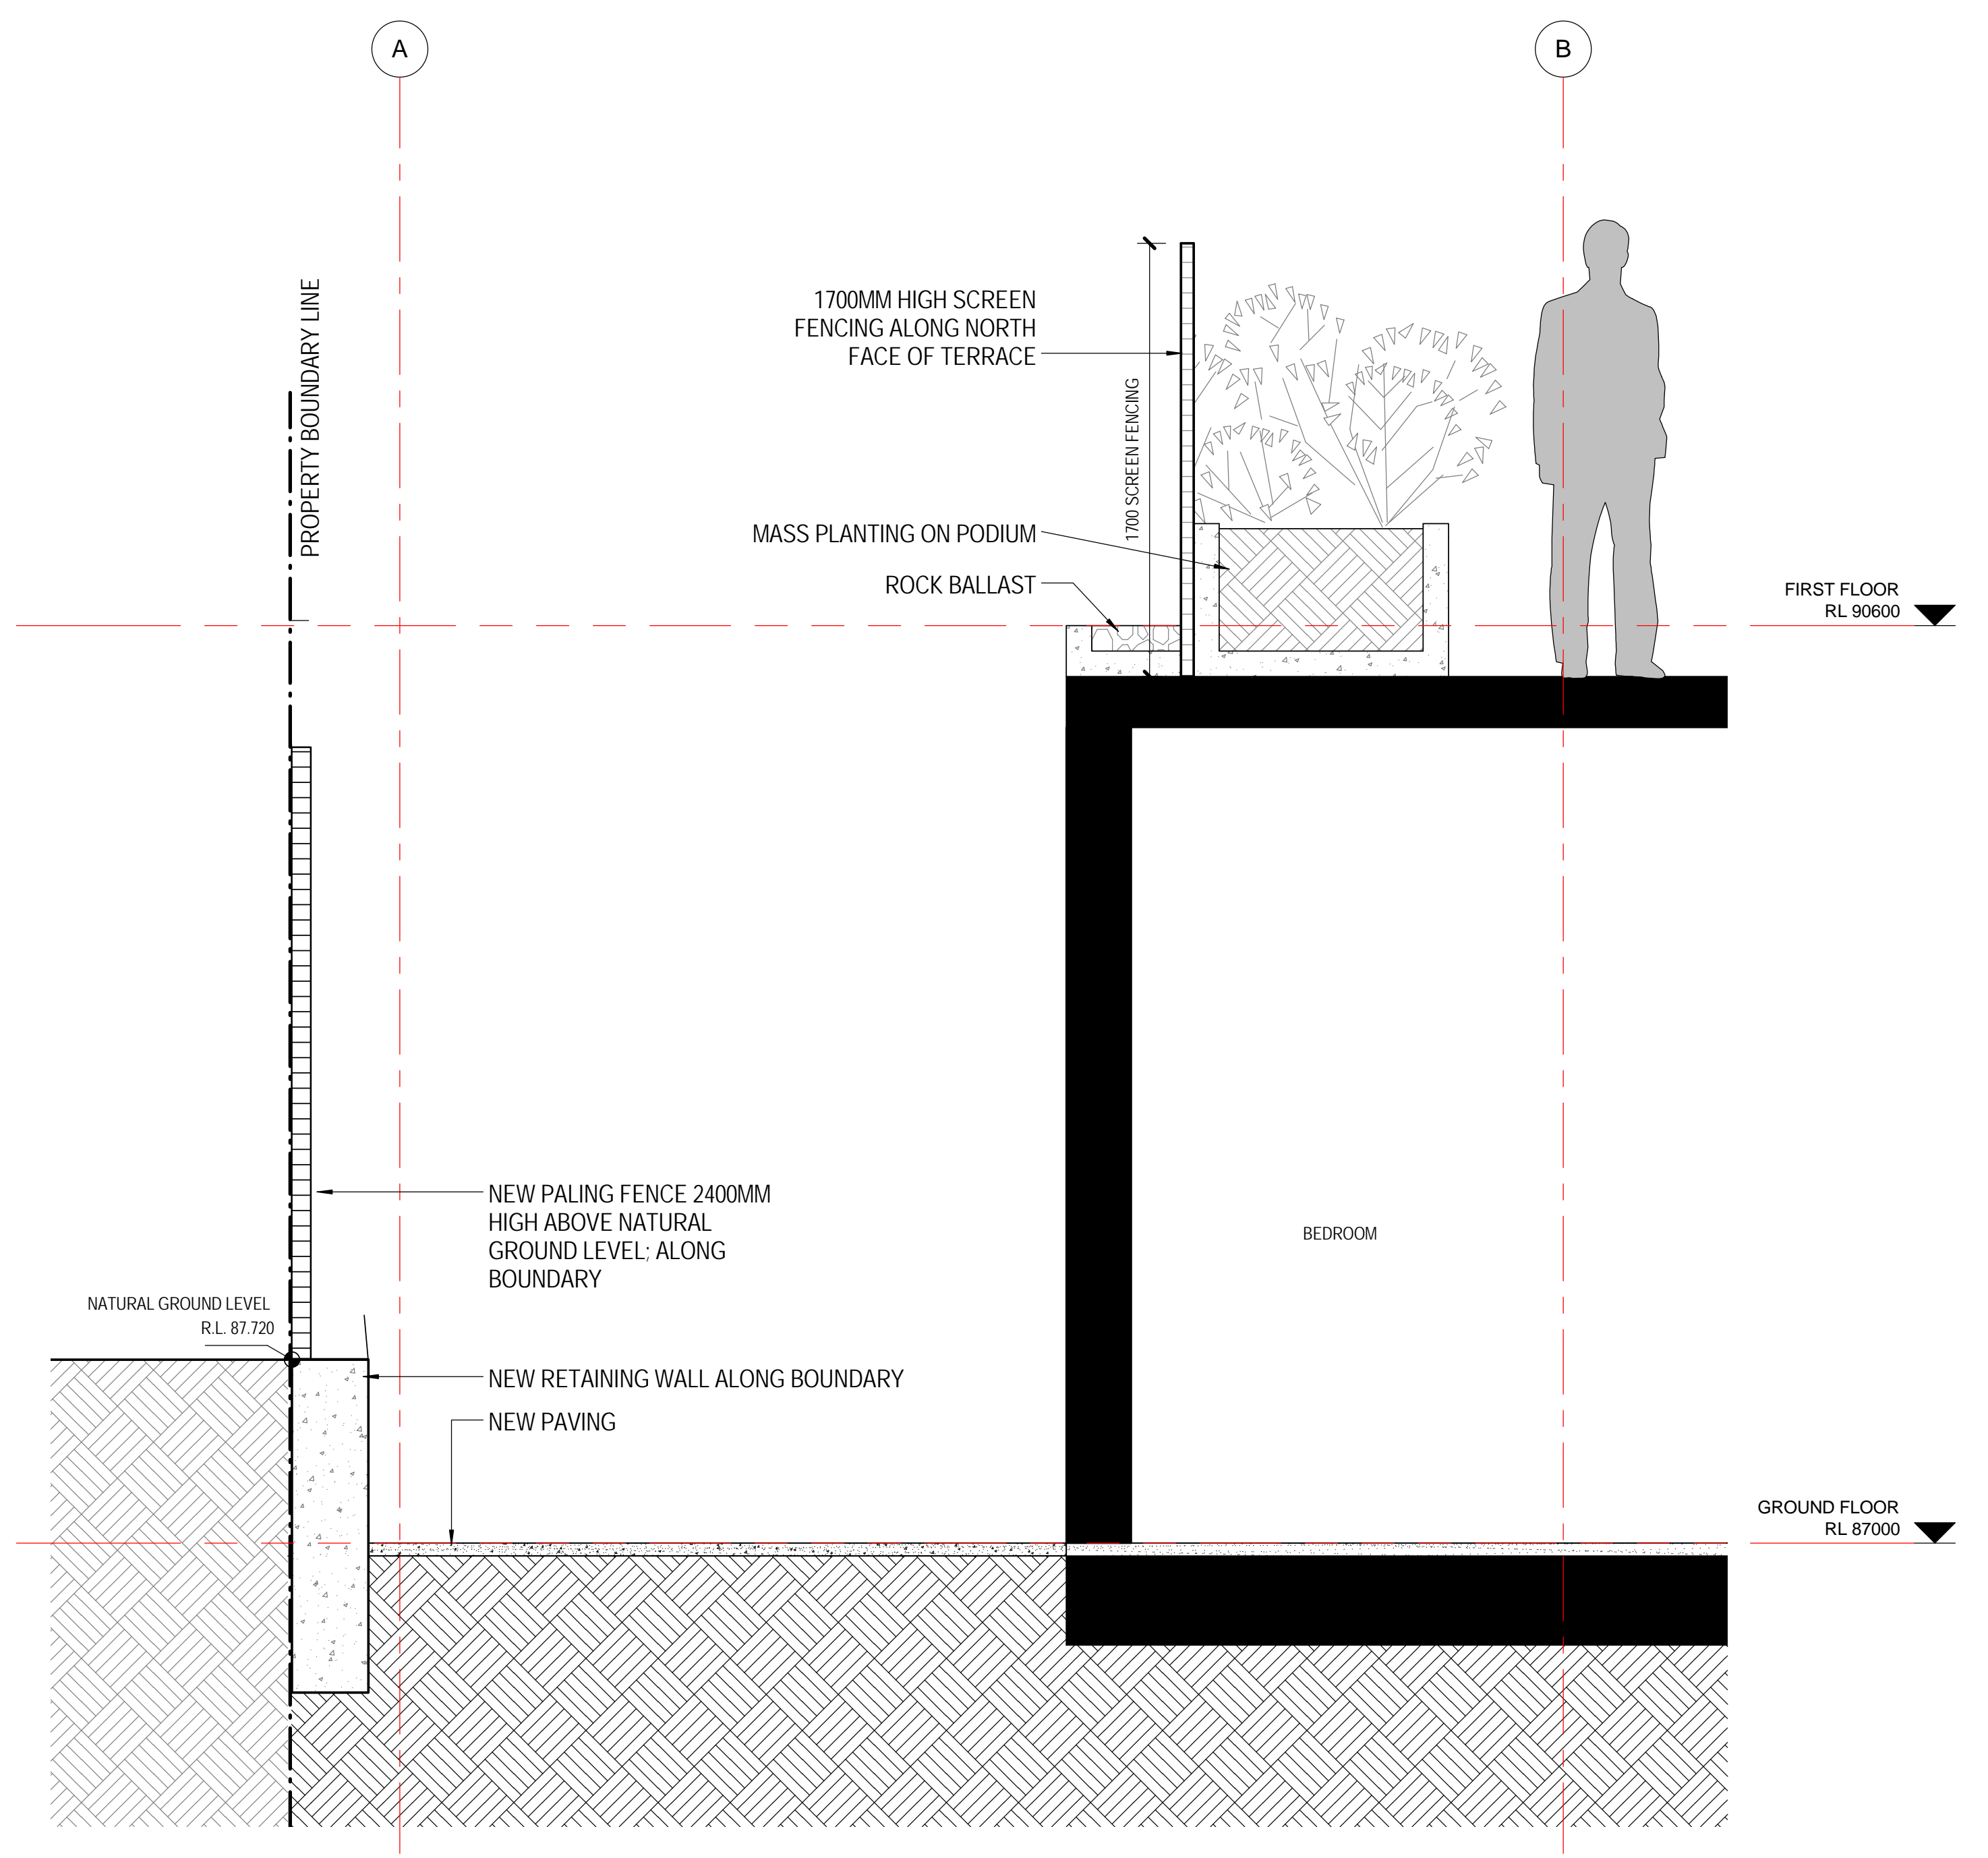 A
B
PROPERTY BOUNDARY LINE
1700MM HIGH SCREEN
FENCING ALONG NORTH
FACE OF TERRACE
1700 SCREEN FENCING
MASS PLANTING ON PODIUM
ROCK BALLAST
FIRST FLOOR
RL 90600
NEW PALING FENCE 2400MM
HIGH ABOVE NATURAL
GROUND LEVEL; ALONG
BOUNDARY
BEDROOM
NATURAL GROUND LEVEL
R.L. 87.720
NEW RETAINING WALL ALONG BOUNDARY
NEW PAVING
GROUND FLOOR
RL 87000